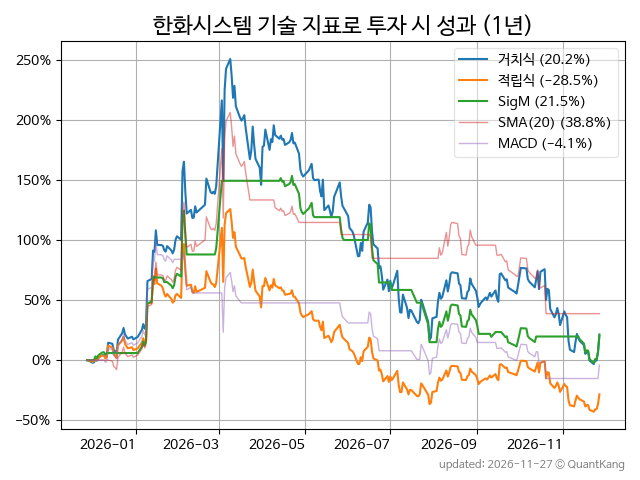 한화시스템 기술 지표로 투자 시 성과 (1년)
거치식 (20.2%)
적립식 (−28.5%)
SigM (21.5%)
SMA(20) (38.8%)
MACD (−4.1%)
250%
200%
150%
100%
50%
0%
−50%
2026-01 2026-03 2026-05 2026-07 2026-09 2026-11
updated: 2026-11-27 © QuantKang